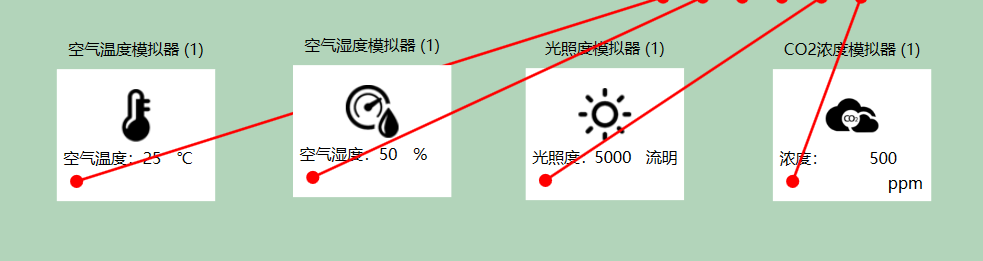 空气温度模拟器 (1)
空气湿度模拟器 (1)
光照度模拟器 (1)
CO2浓度模拟器 (1)
CO₂
空气温度：25 ℃
空气湿度：50 %
光照度：5000 流明
浓度： 500
ppm